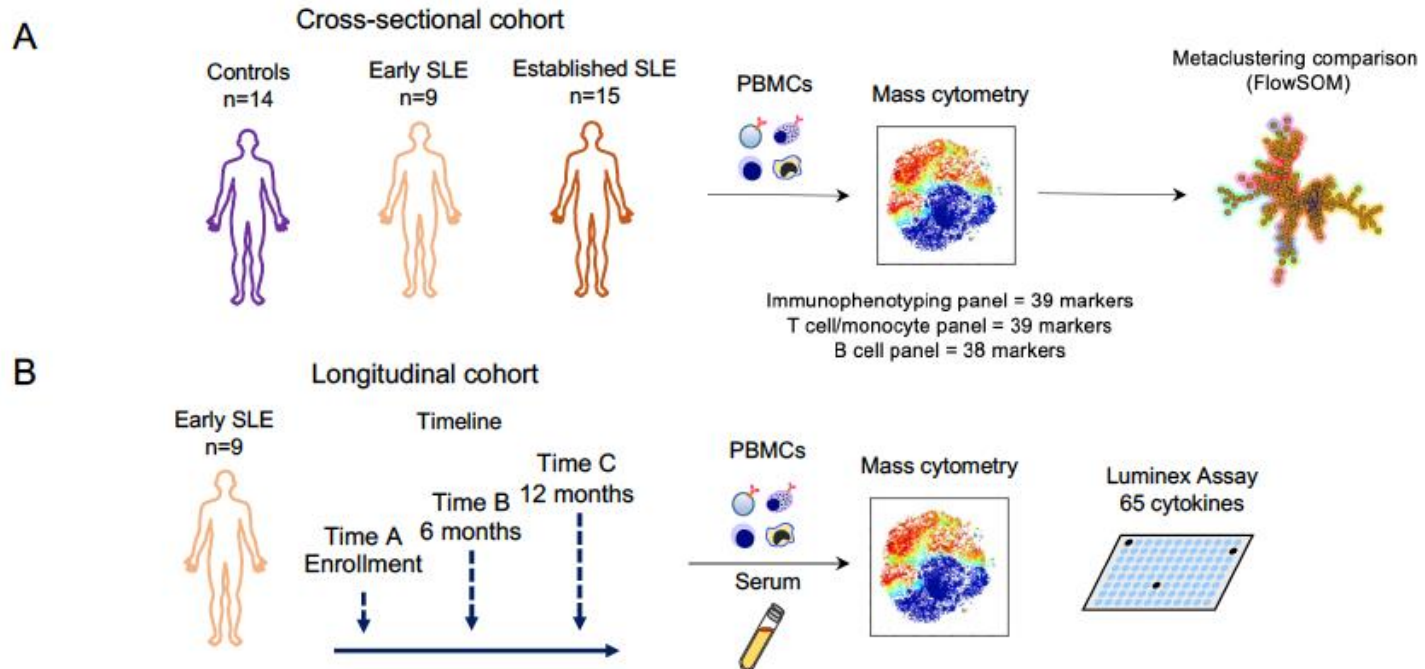 A
Cross-sectional cohort
Controls
n=14
Early SLE
n=9
Established SLE
n=15
PBMCs
Mass cytometry
Metaclustering comparison
(FlowSOM)
Immunophenotyping panel = 39 markers
T cell/monocyte panel = 39 markers
B cell panel = 38 markers
B
Longitudinal cohort
Early SLE
n=9
Timeline
Time A
Enrollment
Time B
6 months
Time C
12 months
PBMCs
Serum
Mass cytometry
Luminex Assay
65 cytokines